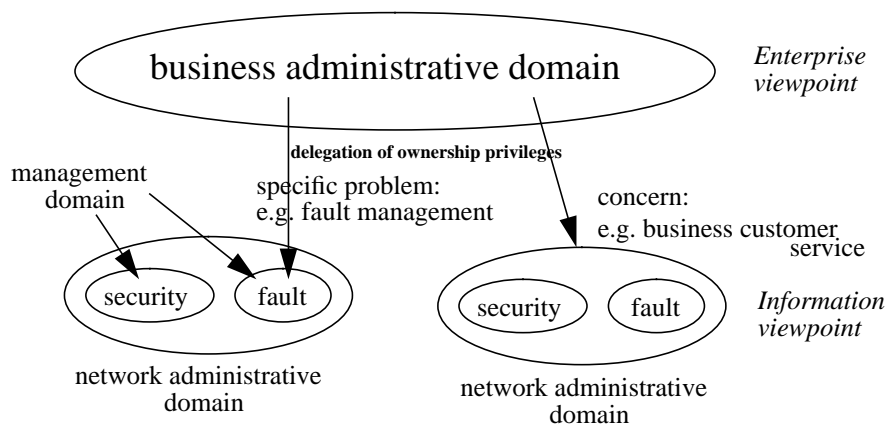 business administrative domain
Enterprise
viewpoint
delegation of ownership privileges
management
domain
specific problem:
e.g. fault management
concern:
e.g. business customer
service
security
fault
security
fault
Information
viewpoint
network administrative
domain
network administrative
domain